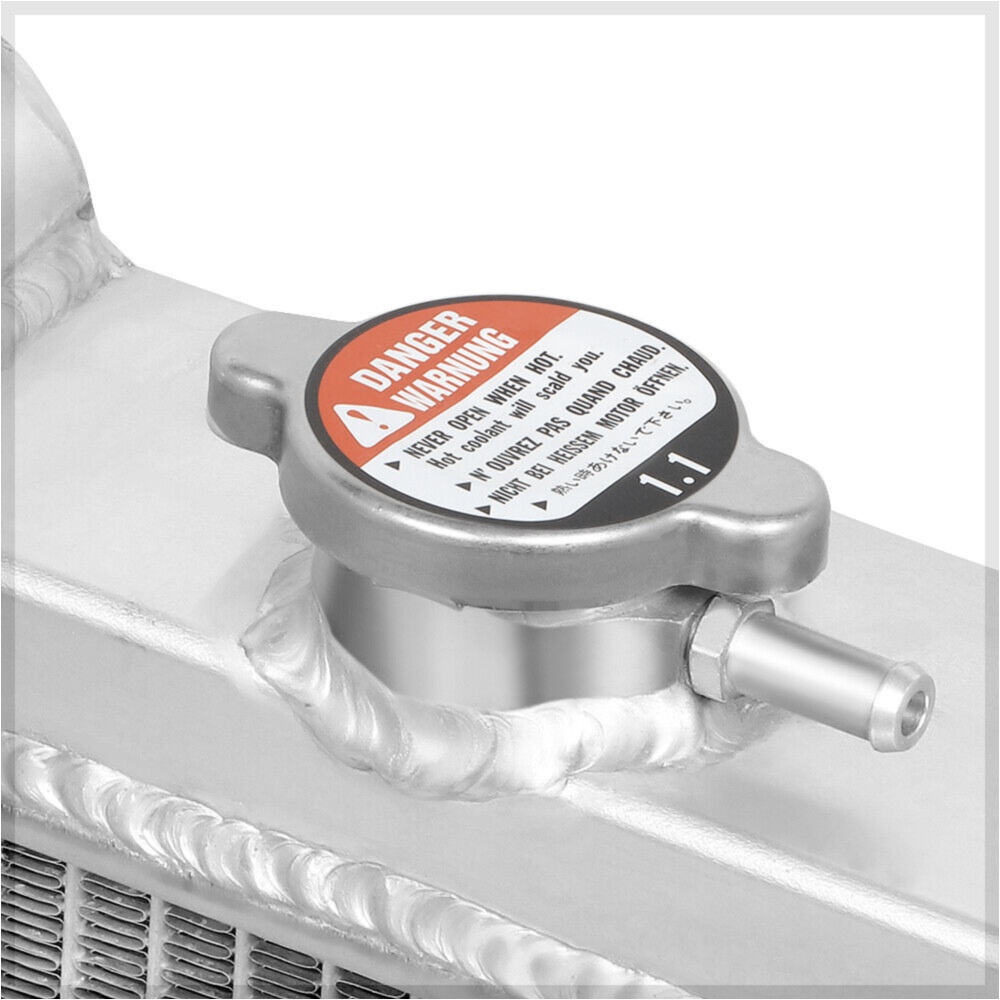 DANGER
WARNUNG
NEVER OPEN WHEN HOT.
Hot coolant will scald you.
N' OUVREZ PAS QUAND CHAUD.
NICHT BEI HEISSEM MOTOR ÖFFNEN.
熱い時あけないで下さい。
1.1